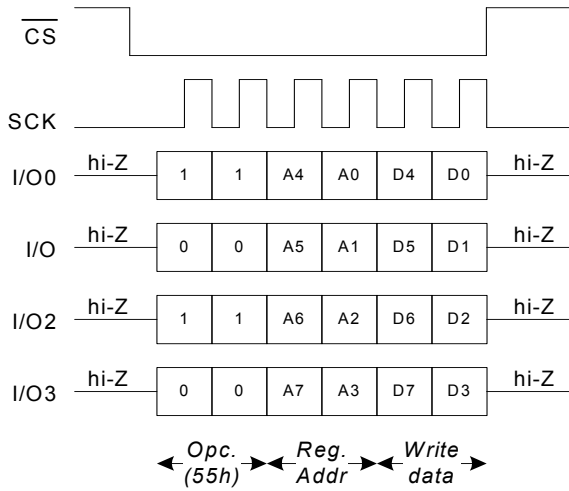 CS
SCK
I/O0 hi-Z 1 1 A4 A0 D4 D0 hi-Z
I/O hi-Z 0 0 A5 A1 D5 D1 hi-Z
I/O2 hi-Z 1 1 A6 A2 D6 D2 hi-Z
I/O3 hi-Z 0 0 A7 A3 D7 D3 hi-Z
Opc. Reg. Write
(55h) Addr data